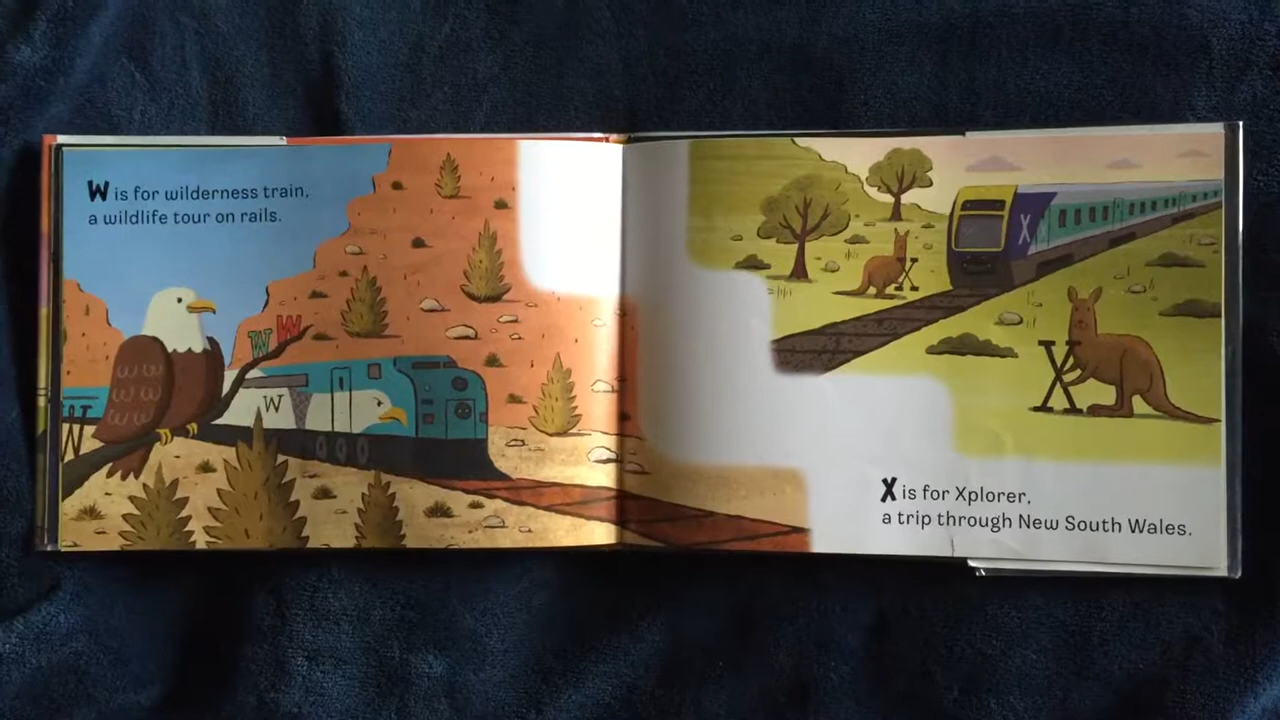 W is for wilderness train,
a wildlife tour on rails.
W W
W
W
X
X
X
X is for Xplorer,
a trip through New South Wales.